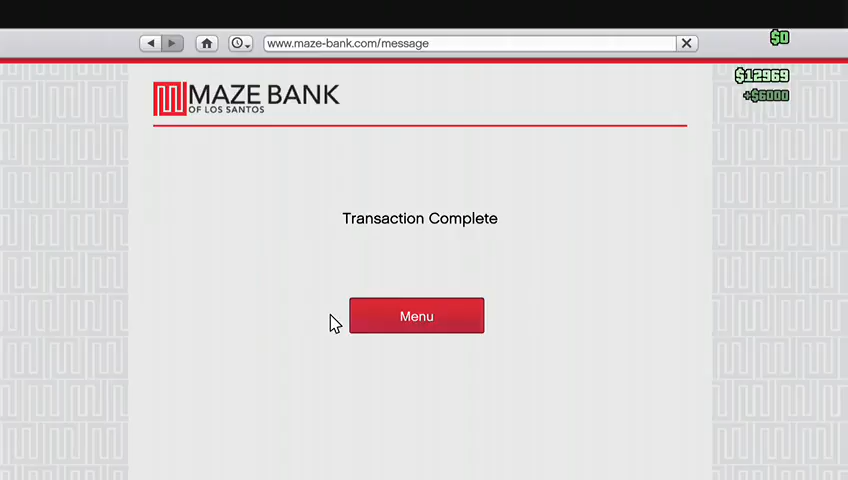 www.maze-bank.com/message
$0
$12969
+$6000
MAZE BANK
OF LOS SANTOS
Transaction Complete
Menu